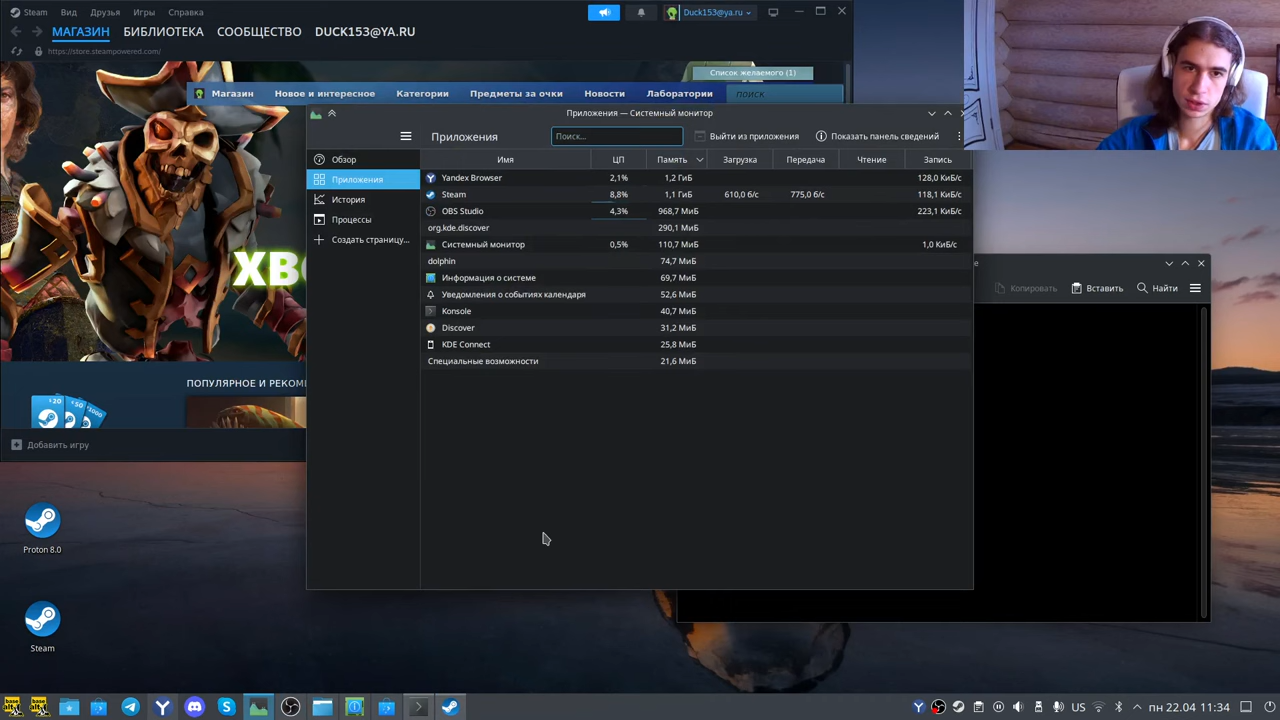 Steam Вид Друзья Игры Справка
Duck153@ya.ru
МАГАЗИН БИБЛИОТЕКА СООБЩЕСТВО DUCK153@YA.RU
https://store.steampowered.com/
Список желаемого (1)
Магазин Новое и интересное Категории Предметы за очки Новости Лаборатории поиск
Приложения — Системный монитор
Приложения
Поиск...
Выйти из приложения
Показать панель сведений
Обзор
Приложения
История
Процессы
Создать страницу...
Имя ЦП Память Загрузка Передача Чтение Запись
Yandex Browser 2,1% 1,2 ГиБ 128,0 КиБ/с
Steam 8,8% 1,1 ГиБ 610,0 б/с 775,0 б/с 118,1 КиБ/с
OBS Studio 4,3% 968,7 МиБ 223,1 КиБ/с
org.kde.discover 290,1 МиБ
Системный монитор 0,5% 110,7 МиБ 1,0 КиБ/с
dolphin 74,7 МиБ
Информация о системе 69,7 МиБ
Уведомления о событиях календаря 52,6 МиБ
Konsole 40,7 МиБ
Discover 31,2 МиБ
KDE Connect 25,8 МиБ
Специальные возможности 21,6 МиБ
Копировать Вставить Найти
ПОПУЛЯРНОЕ И РЕКОМ
$20
Добавить игру
Proton 8.0
Steam
base alt
base alt
US
пн 22.04 11:34